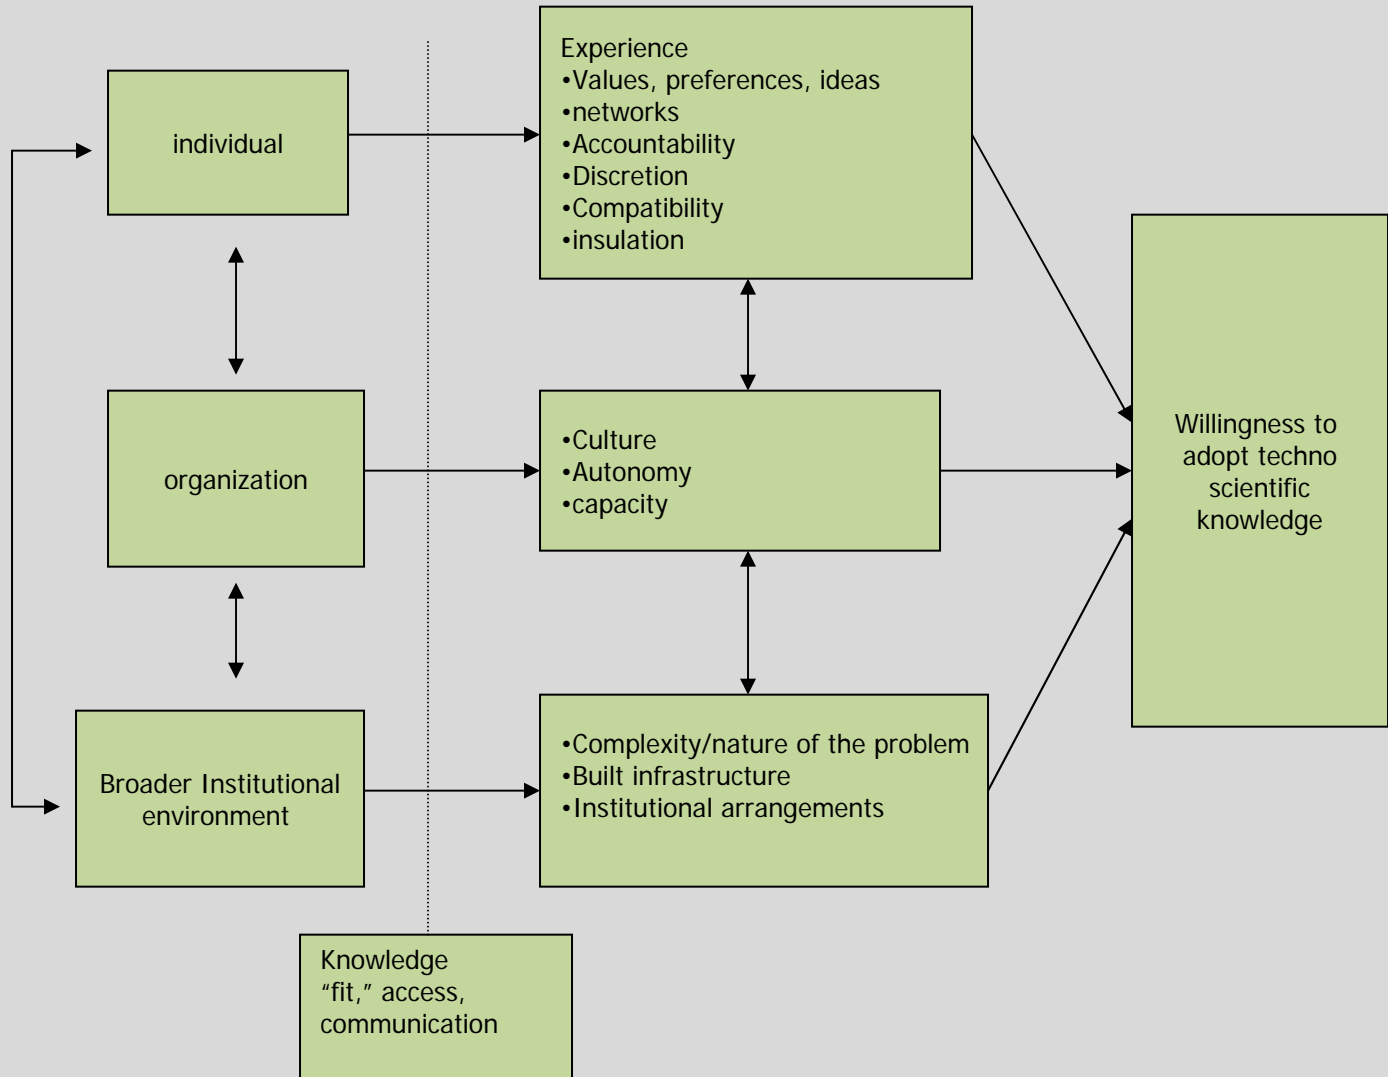 individual
Experience
•Values, preferences, ideas
•networks
•Accountability
•Discretion
•Compatibility
•insulation
organization
•Culture
•Autonomy
•capacity
Willingness to
adopt techno
scientific
knowledge
Broader Institutional
environment
•Complexity/nature of the problem
•Built infrastructure
•Institutional arrangements
Knowledge
“fit,” access,
communication